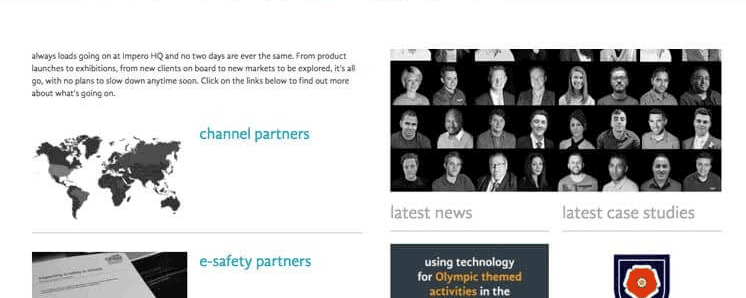 always loads going on at Impero HQ and no two days are ever the same. From product
launches to exhibitions, from new clients on board to new markets to be explored, it's all
go, with no plans to slow down anytime soon. Click on the links below to find out more
about what's going on.
channel partners
e-safety partners
latest news
latest case studies
using technology
for Olympic themed
activities in the